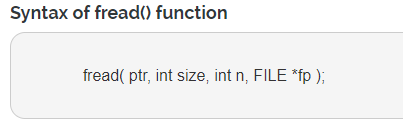 Syntax of fread() function
fread( ptr, int size, int n, FILE *fp );